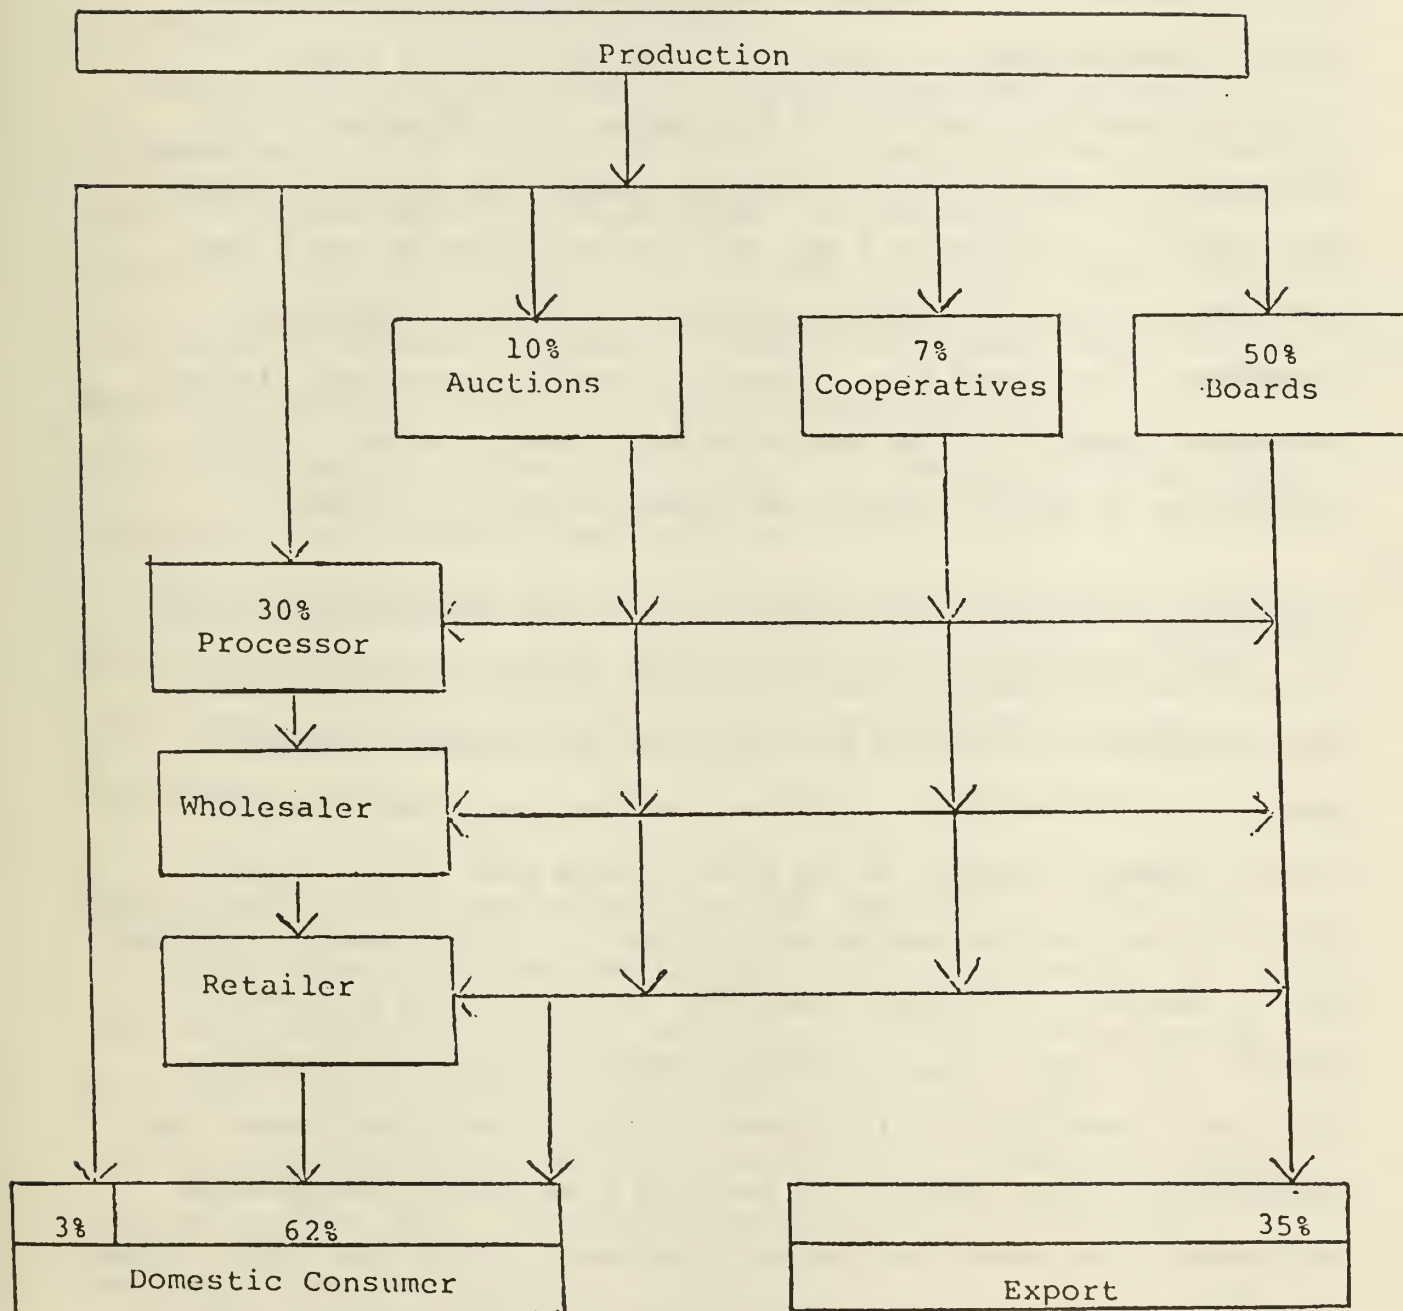 Production
10%
Auctions
7%
Cooperatives
50%
Boards
30%
Processor
Wholesaler
Retailer
3%
62%
35%
Domestic Consumer
Export